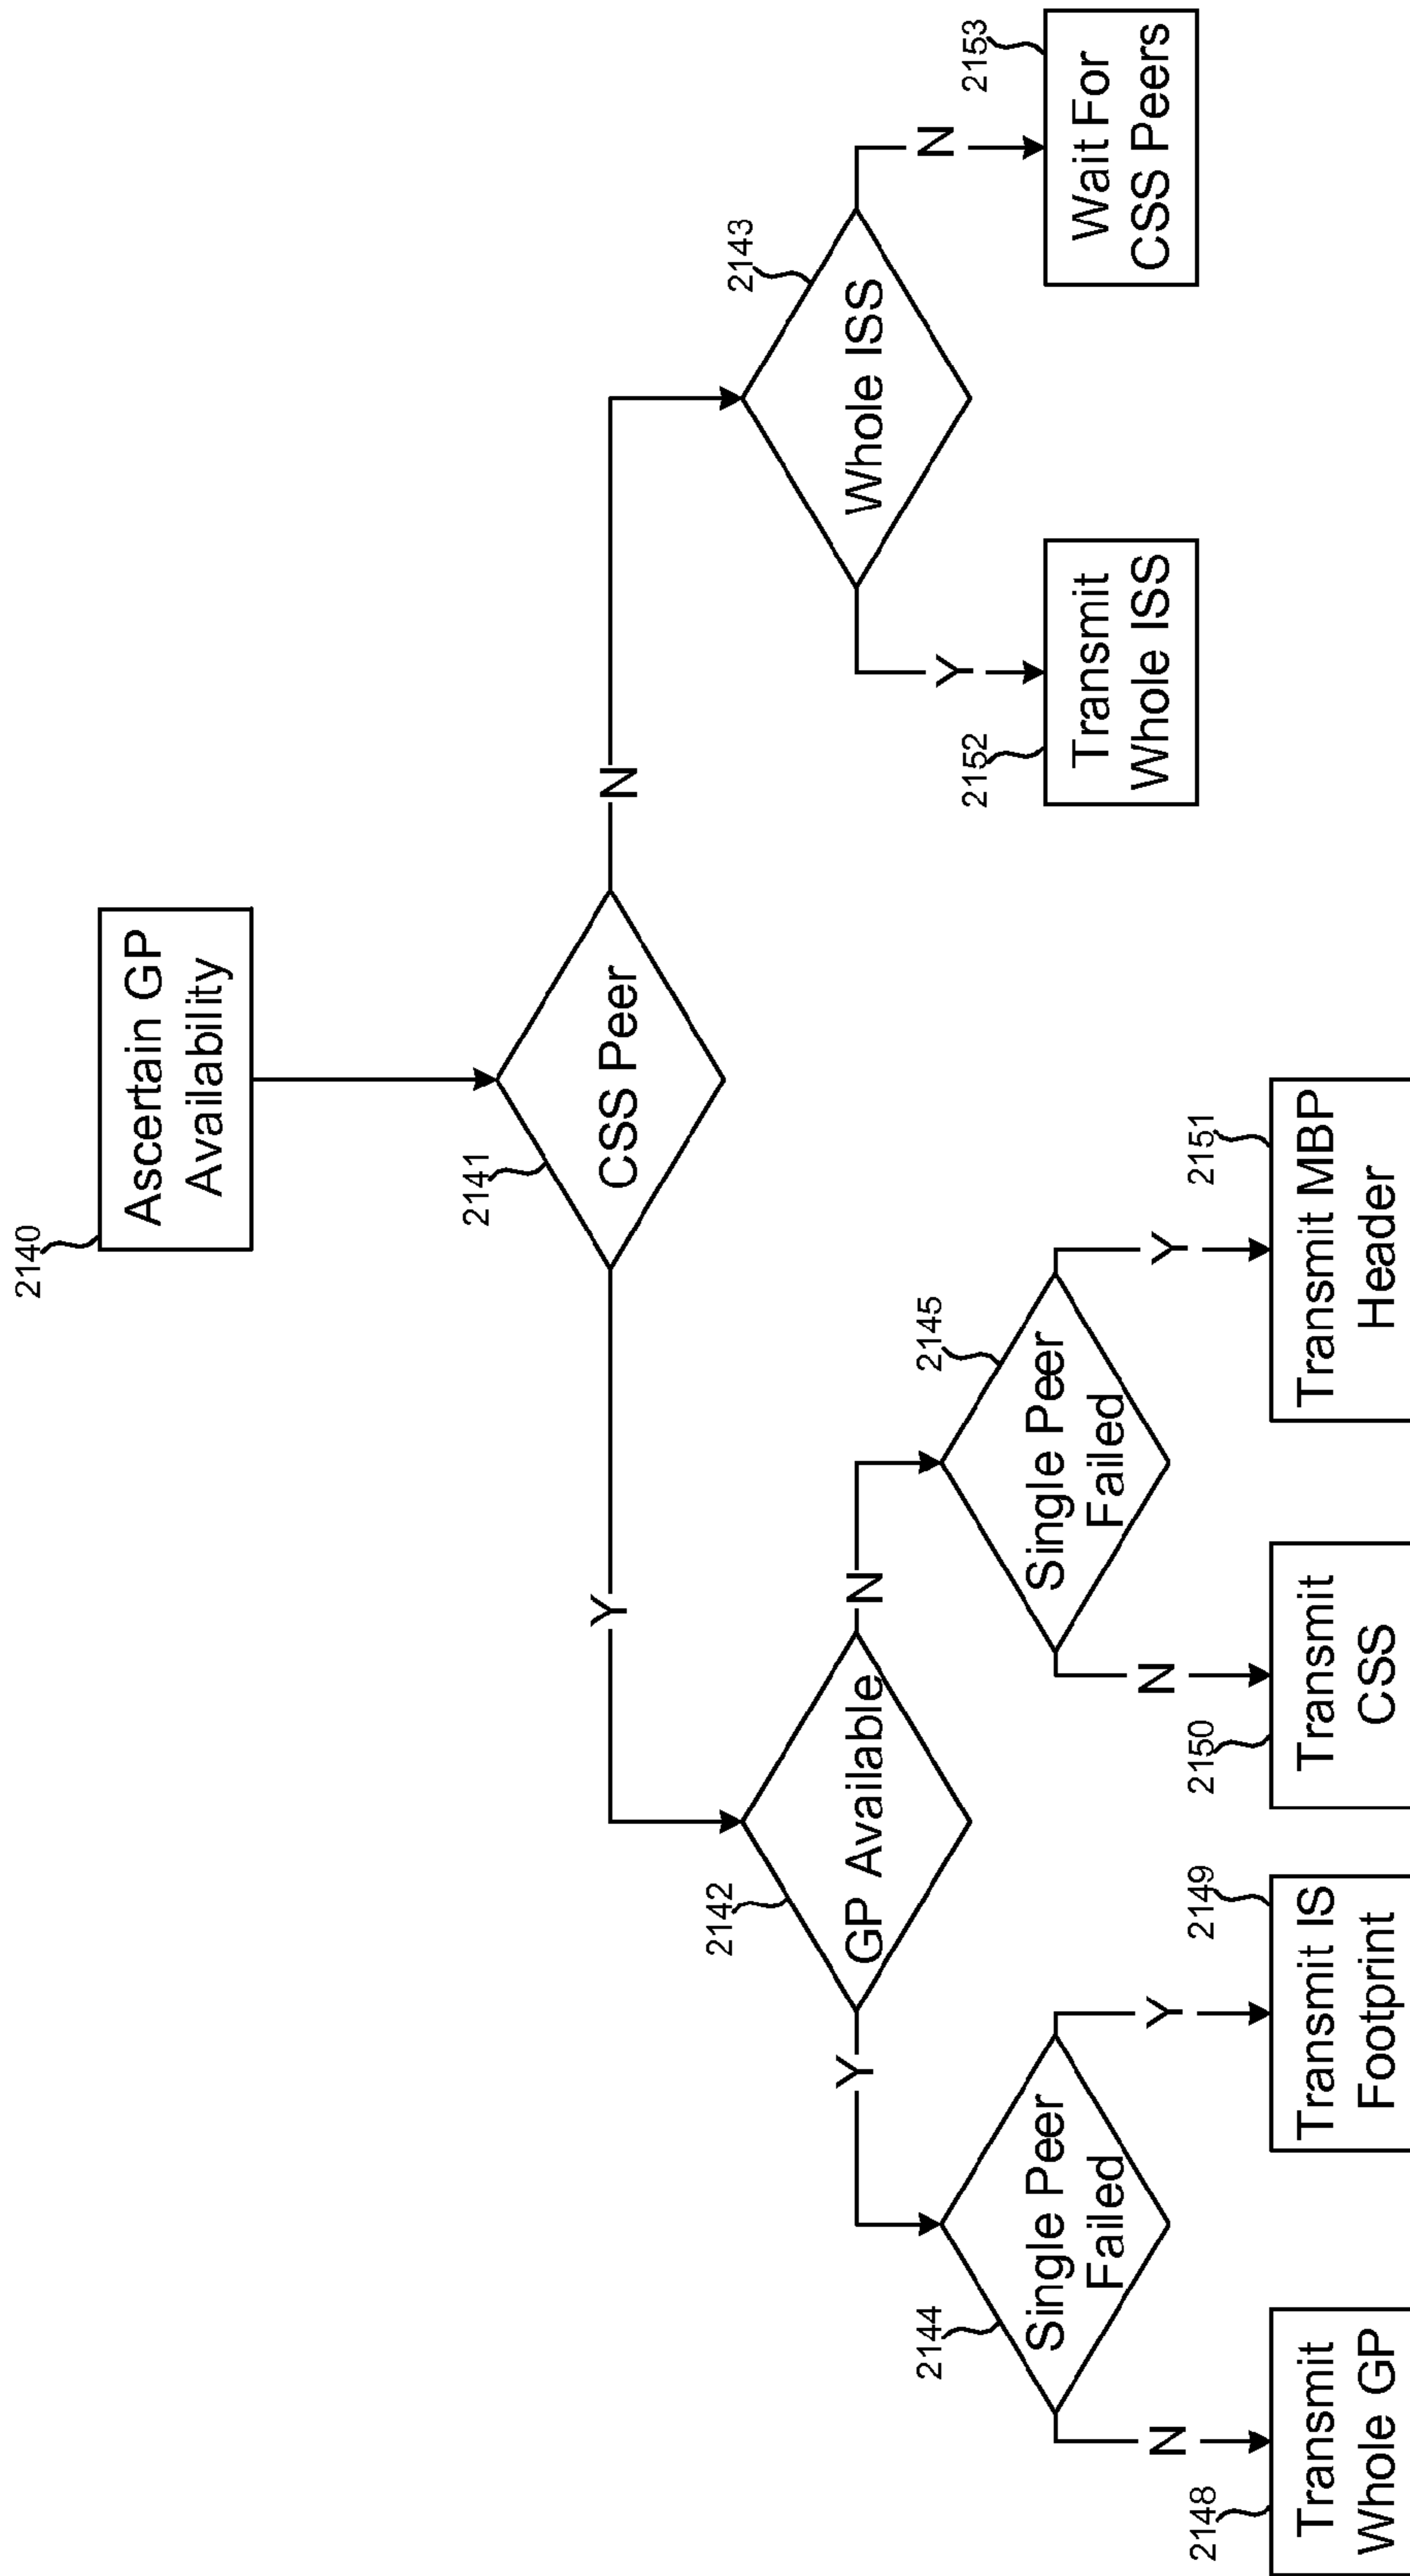 2140
Ascertain GP
Availability
2141
CSS Peer
Y
N
2142
GP Available
2143
Whole ISS
Y
N
Y
N
2144
Single Peer
Failed
2145
Single Peer
Failed
2152
Transmit
Whole ISS
2153
Wait For
CSS Peers
N
Y
N
Y
2148
Transmit
Whole GP
2149
Transmit IS
Footprint
2150
Transmit
CSS
2151
Transmit MBP
Header